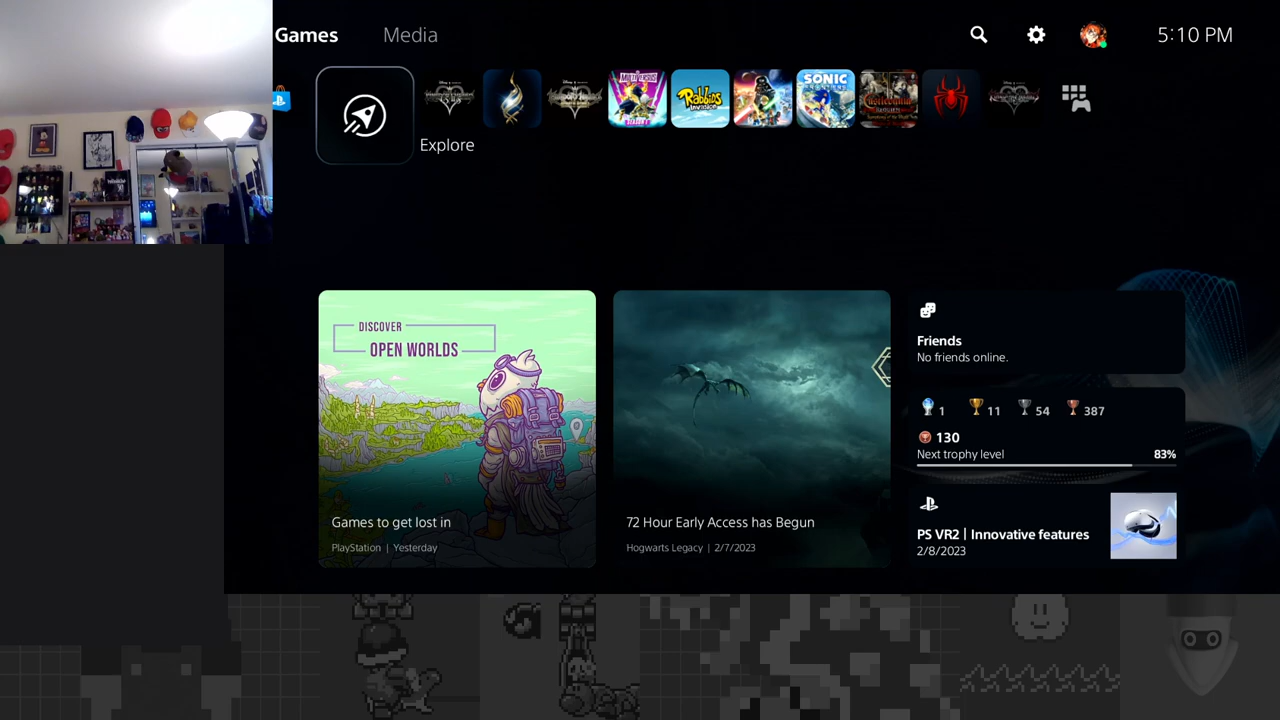 Games
Media
5:10 PM
Explore
SONIC
Rabbids
DISCOVER
OPEN WORLDS
Games to get lost in
PlayStation | Yesterday
72 Hour Early Access has Begun
Hogwarts Legacy | 2/7/2023
Friends
No friends online.
1
11
54
387
130
Next trophy level
83%
PS VR2 | Innovative features
2/8/2023